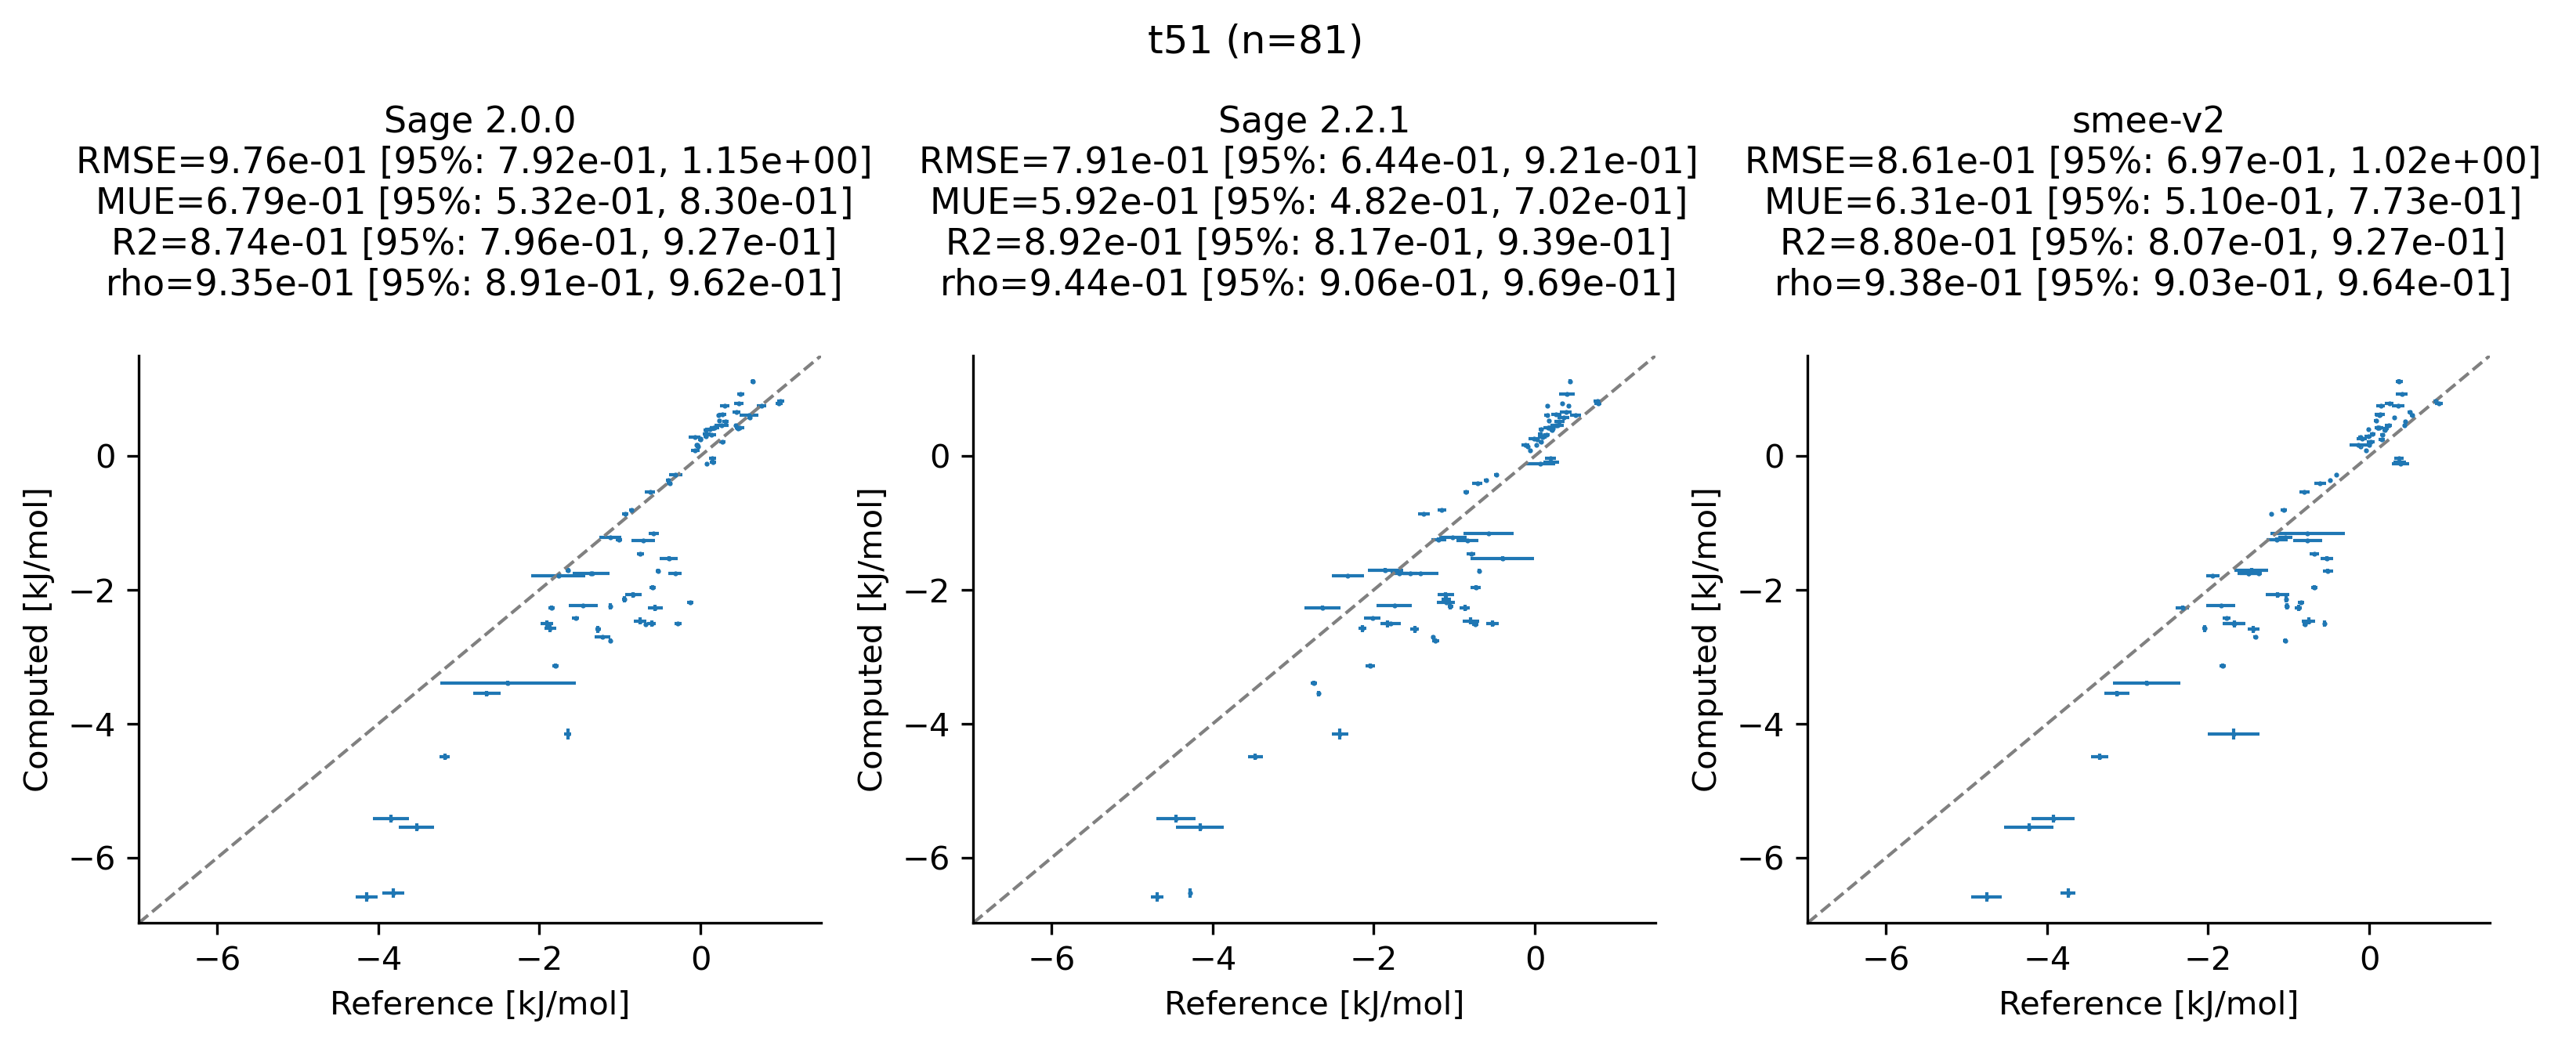 t51 (n=81)
Sage 2.0.0
RMSE=9.76e-01 [95%: 7.92e-01, 1.15e+00]
MUE=6.79e-01 [95%: 5.32e-01, 8.30e-01]
R2=8.74e-01 [95%: 7.96e-01, 9.27e-01]
rho=9.35e-01 [95%: 8.91e-01, 9.62e-01]
Sage 2.2.1
RMSE=7.91e-01 [95%: 6.44e-01, 9.21e-01]
MUE=5.92e-01 [95%: 4.82e-01, 7.02e-01]
R2=8.92e-01 [95%: 8.17e-01, 9.39e-01]
rho=9.44e-01 [95%: 9.06e-01, 9.69e-01]
smee-v2
RMSE=8.61e-01 [95%: 6.97e-01, 1.02e+00]
MUE=6.31e-01 [95%: 5.10e-01, 7.73e-01]
R2=8.80e-01 [95%: 8.07e-01, 9.27e-01]
rho=9.38e-01 [95%: 9.03e-01, 9.64e-01]
Computed [kJ/mol]
0
−2
−4
−6
−6 −4 −2 0
Reference [kJ/mol]
Computed [kJ/mol]
0
−2
−4
−6
−6 −4 −2 0
Reference [kJ/mol]
Computed [kJ/mol]
0
−2
−4
−6
−6 −4 −2 0
Reference [kJ/mol]